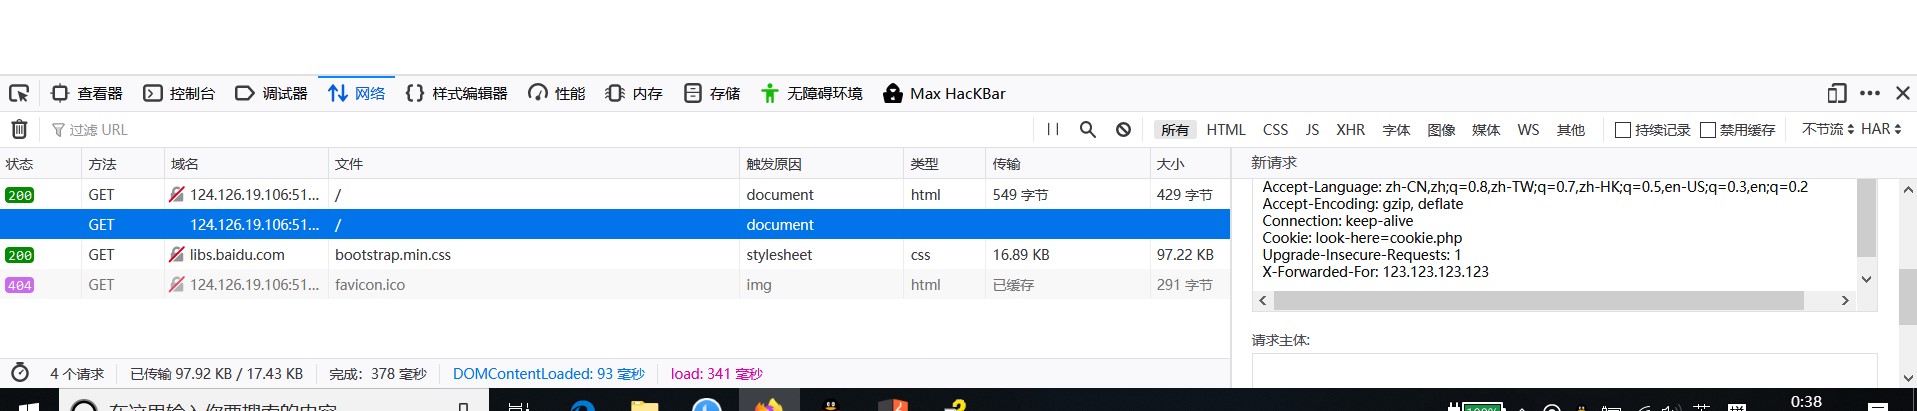 查看器 控制台 调试器 网络 {} 样式编辑器 性能 内存 存储 无障碍环境 Max HacKBar
过滤 URL 所有 HTML CSS JS XHR 字体 图像 媒体 WS 其他 持续记录 禁用缓存 不节流 HAR
状态 方法 域名 文件 触发原因 类型 传输 大小
200 GET 124.126.19.106:51... / document html 549 字节 429 字节
GET 124.126.19.106:51... / document
200 GET libs.baidu.com bootstrap.min.css stylesheet css 16.89 KB 97.22 KB
404 GET 124.126.19.106:51... favicon.ico img html 已缓存 291 字节
新请求
Accept-Language: zh-CN,zh;q=0.8,zh-TW;q=0.7,zh-HK;q=0.5,en-US;q=0.3,en;q=0.2
Accept-Encoding: gzip, deflate
Connection: keep-alive
Cookie: look-here=cookie.php
Upgrade-Insecure-Requests: 1
X-Forwarded-For: 123.123.123.123
请求主体:
4 个请求 已传输 97.92 KB / 17.43 KB 完成: 378 毫秒 DOMContentLoaded: 93 毫秒 load: 341 毫秒
在这里输入你要搜索的内容
100%
英
0:38